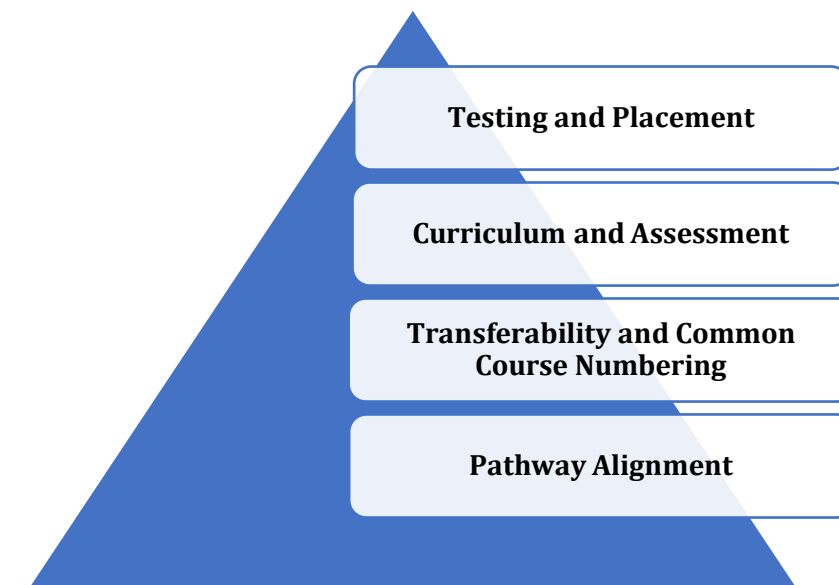 Testing and Placement
Curriculum and Assessment
Transferability and Common
Course Numbering
Pathway Alignment